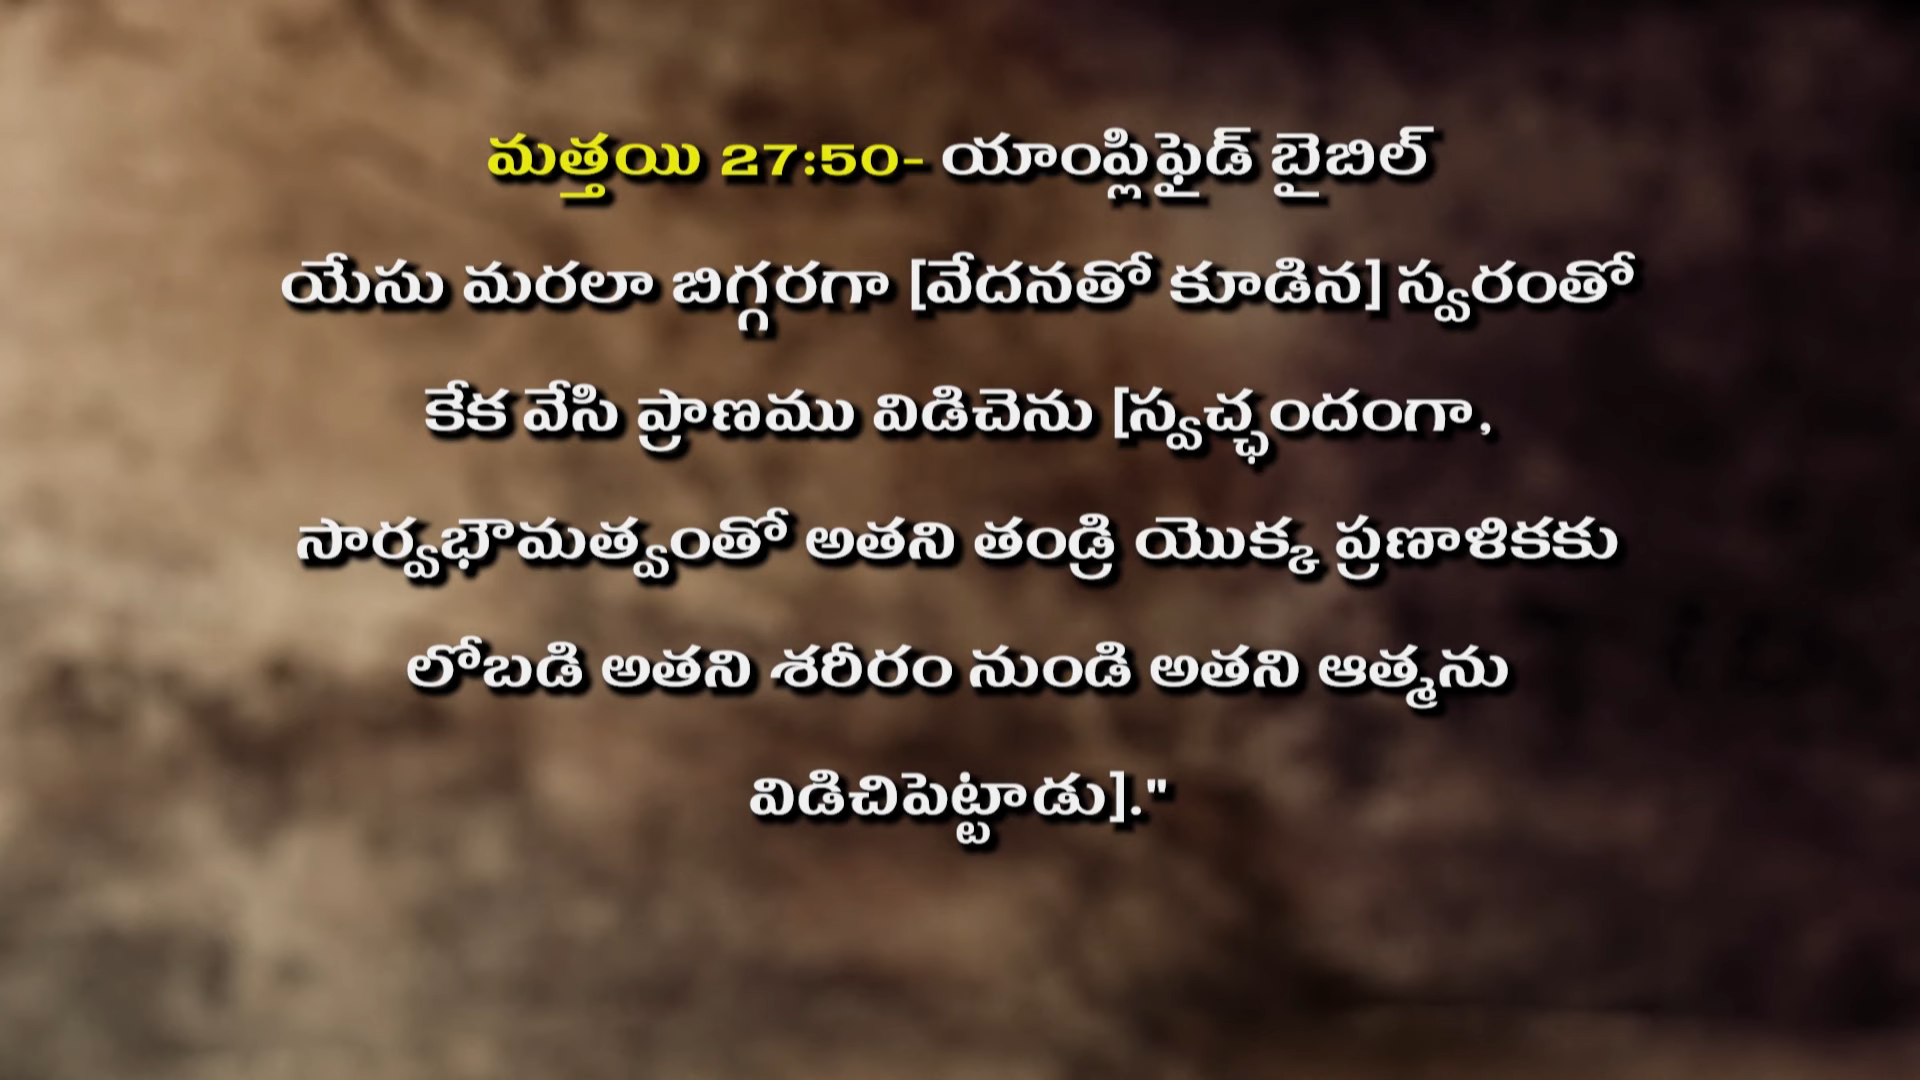 మత్తయి 27:50- యాంప్లిఫైడ్ బైబిల్
యేసు మరలా బిగ్గరగా [వేదనతో కూడిన] స్వరంతో
కేక వేసి ప్రాణము విడిచెను [స్వచ్ఛందంగా,
సార్వభౌమత్వంతో అతని తండ్రి యొక్క ప్రణాళికకు
లోబడి అతని శరీరం నుండి అతని ఆత్మను
విడిచిపెట్టాడు]."